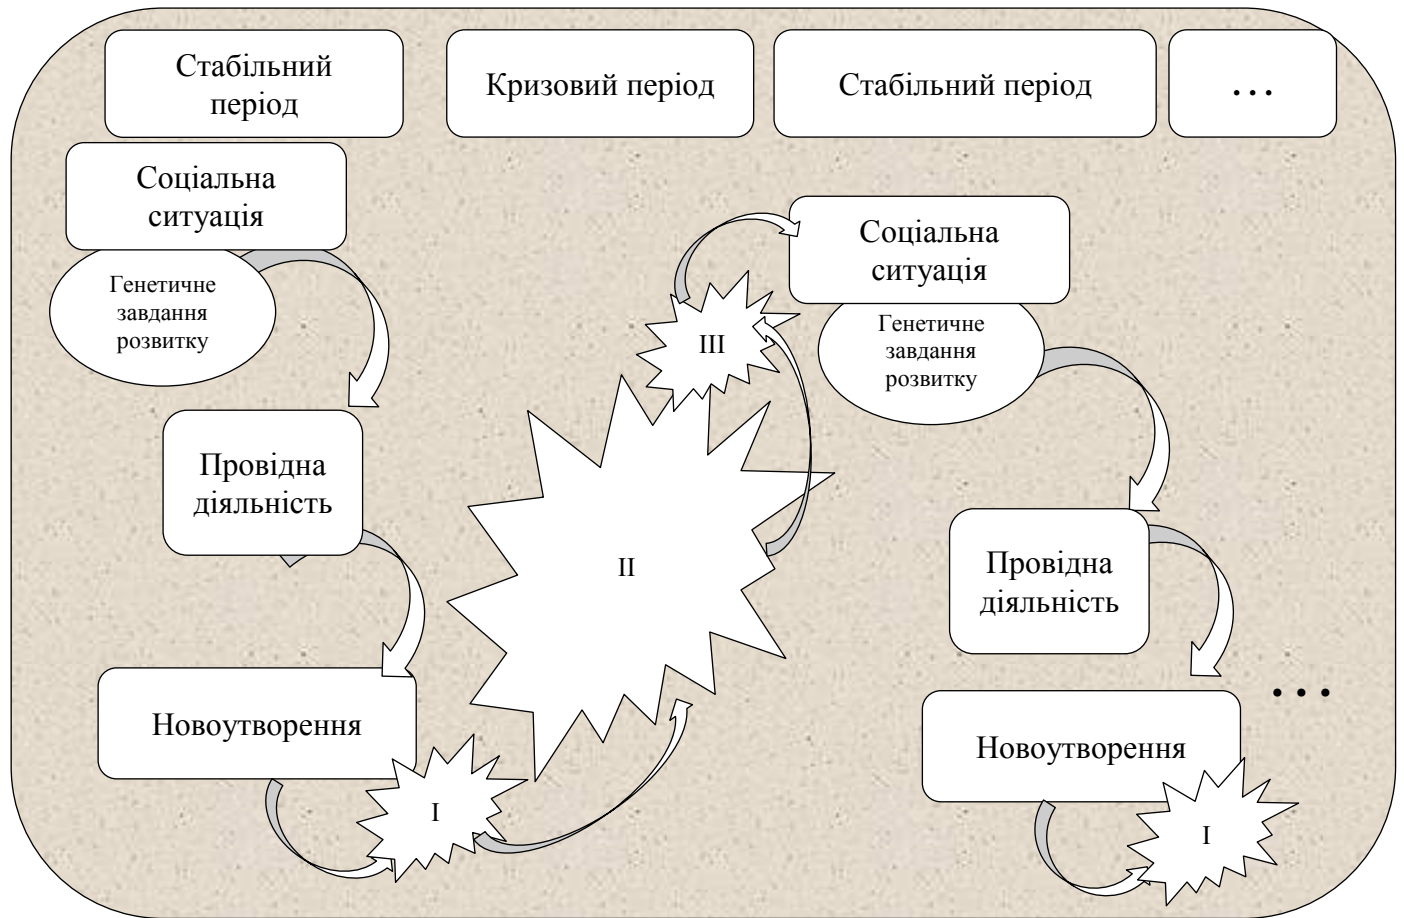 Стабільний
період
Кризовий період
Стабільний період
...
Соціальна
ситуація
Генетичне
завдання
розвитку
Провідна
діяльність
Новоутворення
I
II
III
Соціальна
ситуація
Генетичне
завдання
розвитку
Провідна
діяльність
...
Новоутворення
I